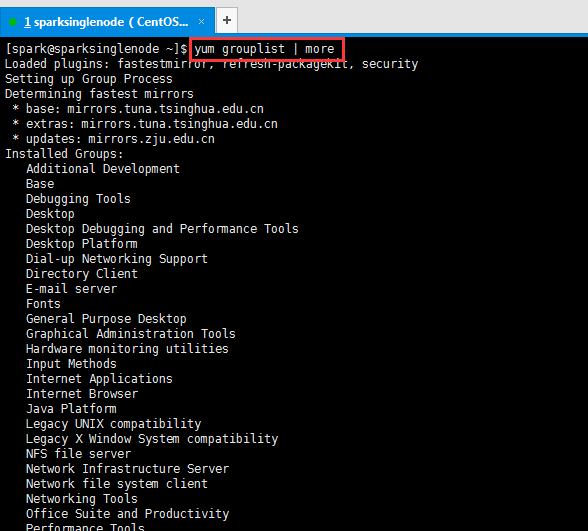 1 sparksinglenode ( CentOS... × +
[spark@sparksinglenode ~]$ yum grouplist | more
Loaded plugins: fastestmirror, refresh-packagekit, security
Setting up Group Process
Determining fastest mirrors
* base: mirrors.tuna.tsinghua.edu.cn
* extras: mirrors.tuna.tsinghua.edu.cn
* updates: mirrors.zju.edu.cn
Installed Groups:
Additional Development
Base
Debugging Tools
Desktop
Desktop Debugging and Performance Tools
Desktop Platform
Dial-up Networking Support
Directory Client
E-mail server
Fonts
General Purpose Desktop
Graphical Administration Tools
Hardware monitoring utilities
Input Methods
Internet Applications
Internet Browser
Java Platform
Legacy UNIX compatibility
Legacy X Window System compatibility
NFS file server
Network Infrastructure Server
Network file system client
Networking Tools
Office Suite and Productivity
Performance Tools